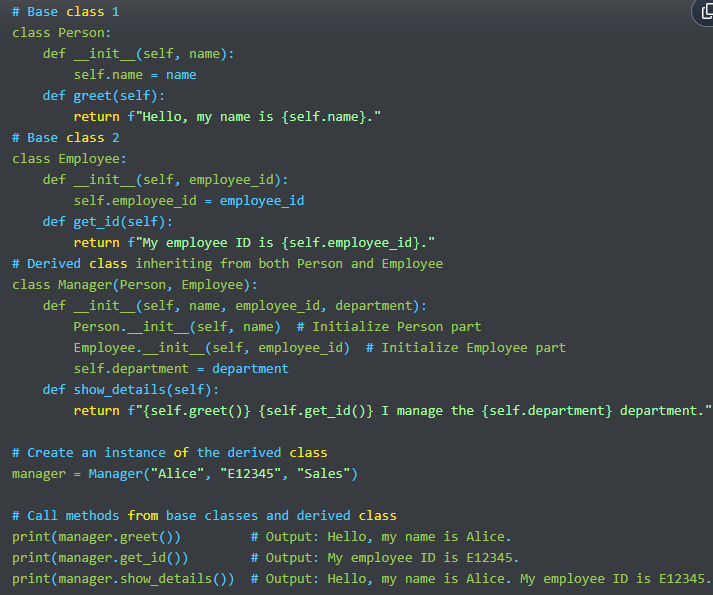 # Base class 1
class Person:
    def __init__(self, name):
        self.name = name
    def greet(self):
        return f"Hello, my name is {self.name}."
# Base class 2
class Employee:
    def __init__(self, employee_id):
        self.employee_id = employee_id
    def get_id(self):
        return f"My employee ID is {self.employee_id}."
# Derived class inheriting from both Person and Employee
class Manager(Person, Employee):
    def __init__(self, name, employee_id, department):
        Person.__init__(self, name)  # Initialize Person part
        Employee.__init__(self, employee_id)  # Initialize Employee part
        self.department = department
    def show_details(self):
        return f"{self.greet()} {self.get_id()} I manage the {self.department} department."
# Create an instance of the derived class
manager = Manager("Alice", "E12345", "Sales")
# Call methods from base classes and derived class
print(manager.greet())         # Output: Hello, my name is Alice.
print(manager.get_id())        # Output: My employee ID is E12345.
print(manager.show_details())  # Output: Hello, my name is Alice. My employee ID is E12345.